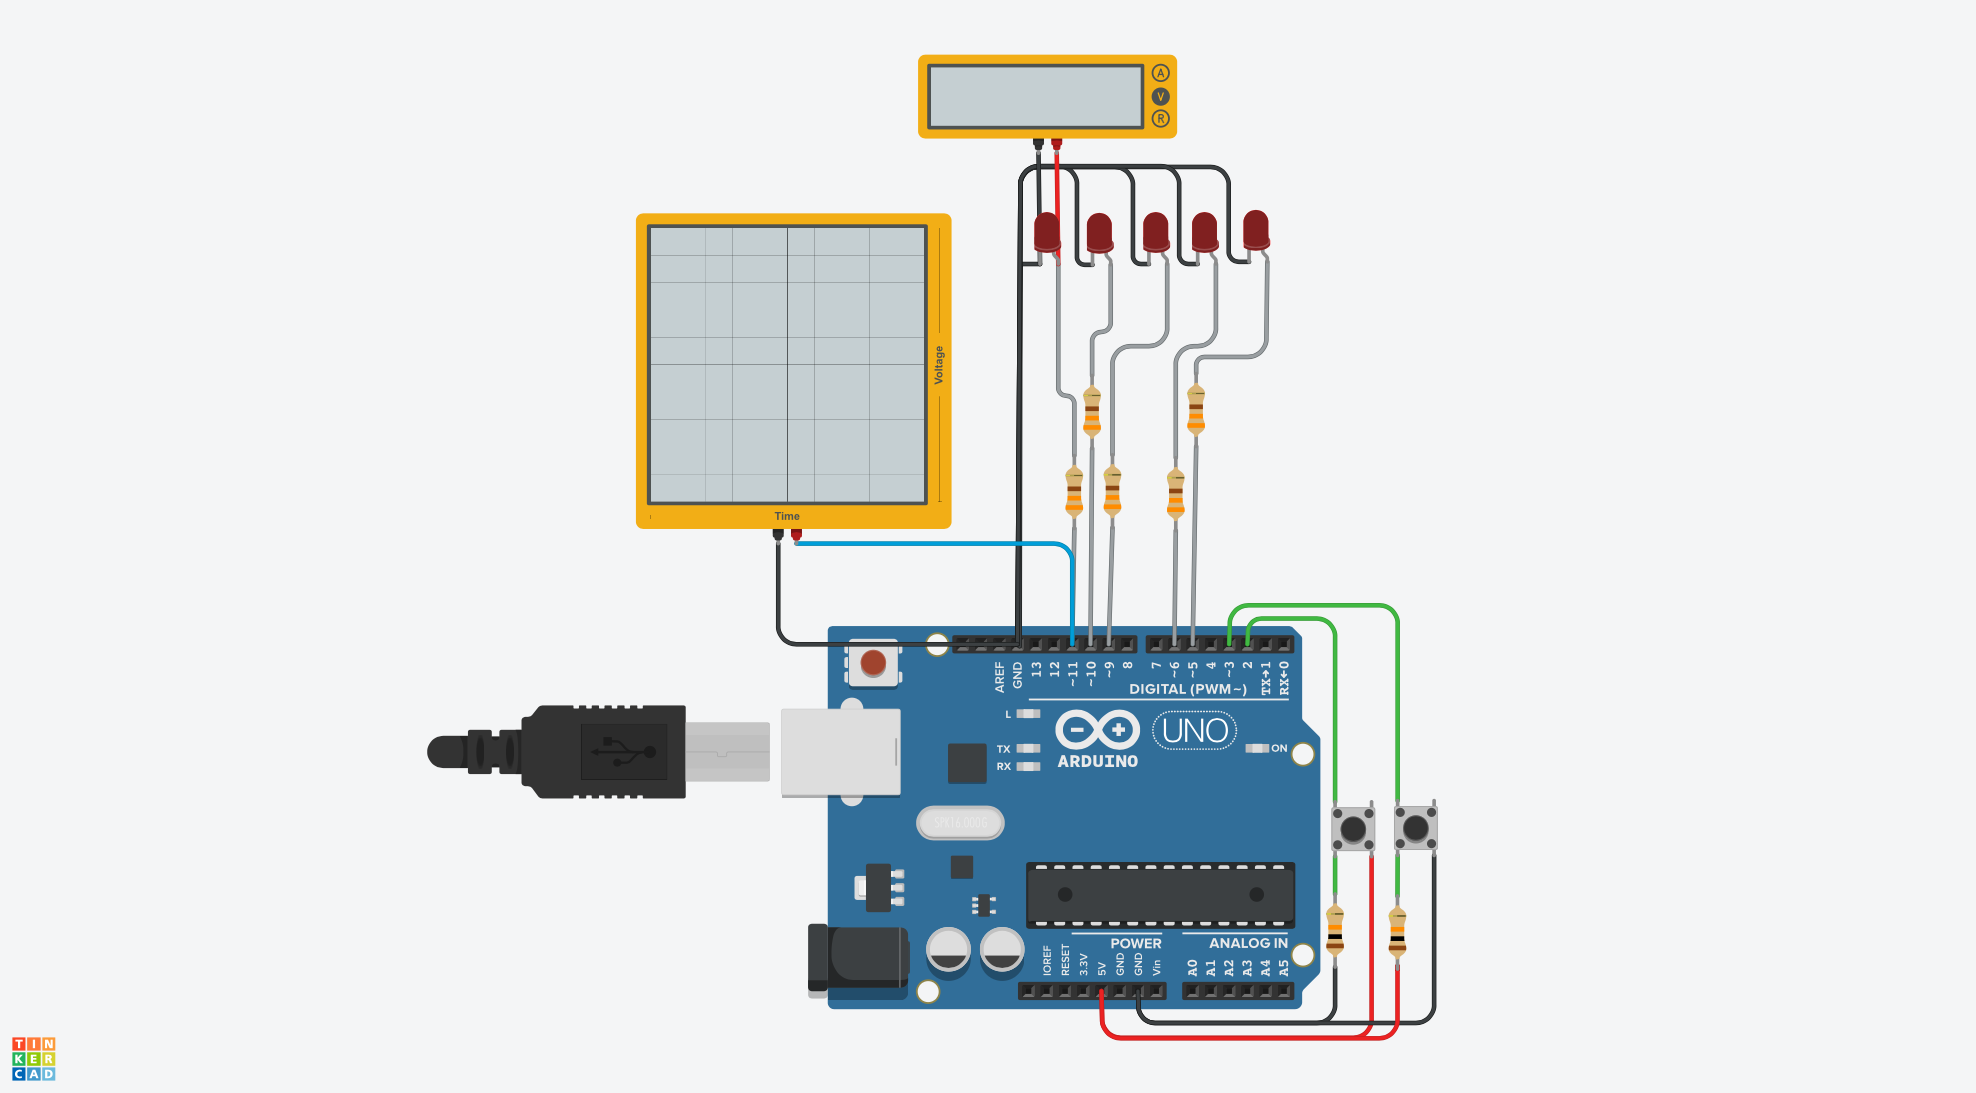 A
V
R
Voltage
Time
AREF
GND
13
12
~11
~10
~9
8
7
~6
~5
4
~3
2
TX→1
RX←0
DIGITAL (PWM~)
L
TX
RX
UNO
ON
ARDUINO
IOREF
RESET
3.3V
5V
GND
GND
Vin
POWER
ANALOG IN
A0
A1
A2
A3
A4
A5
TIN
KER
CAD